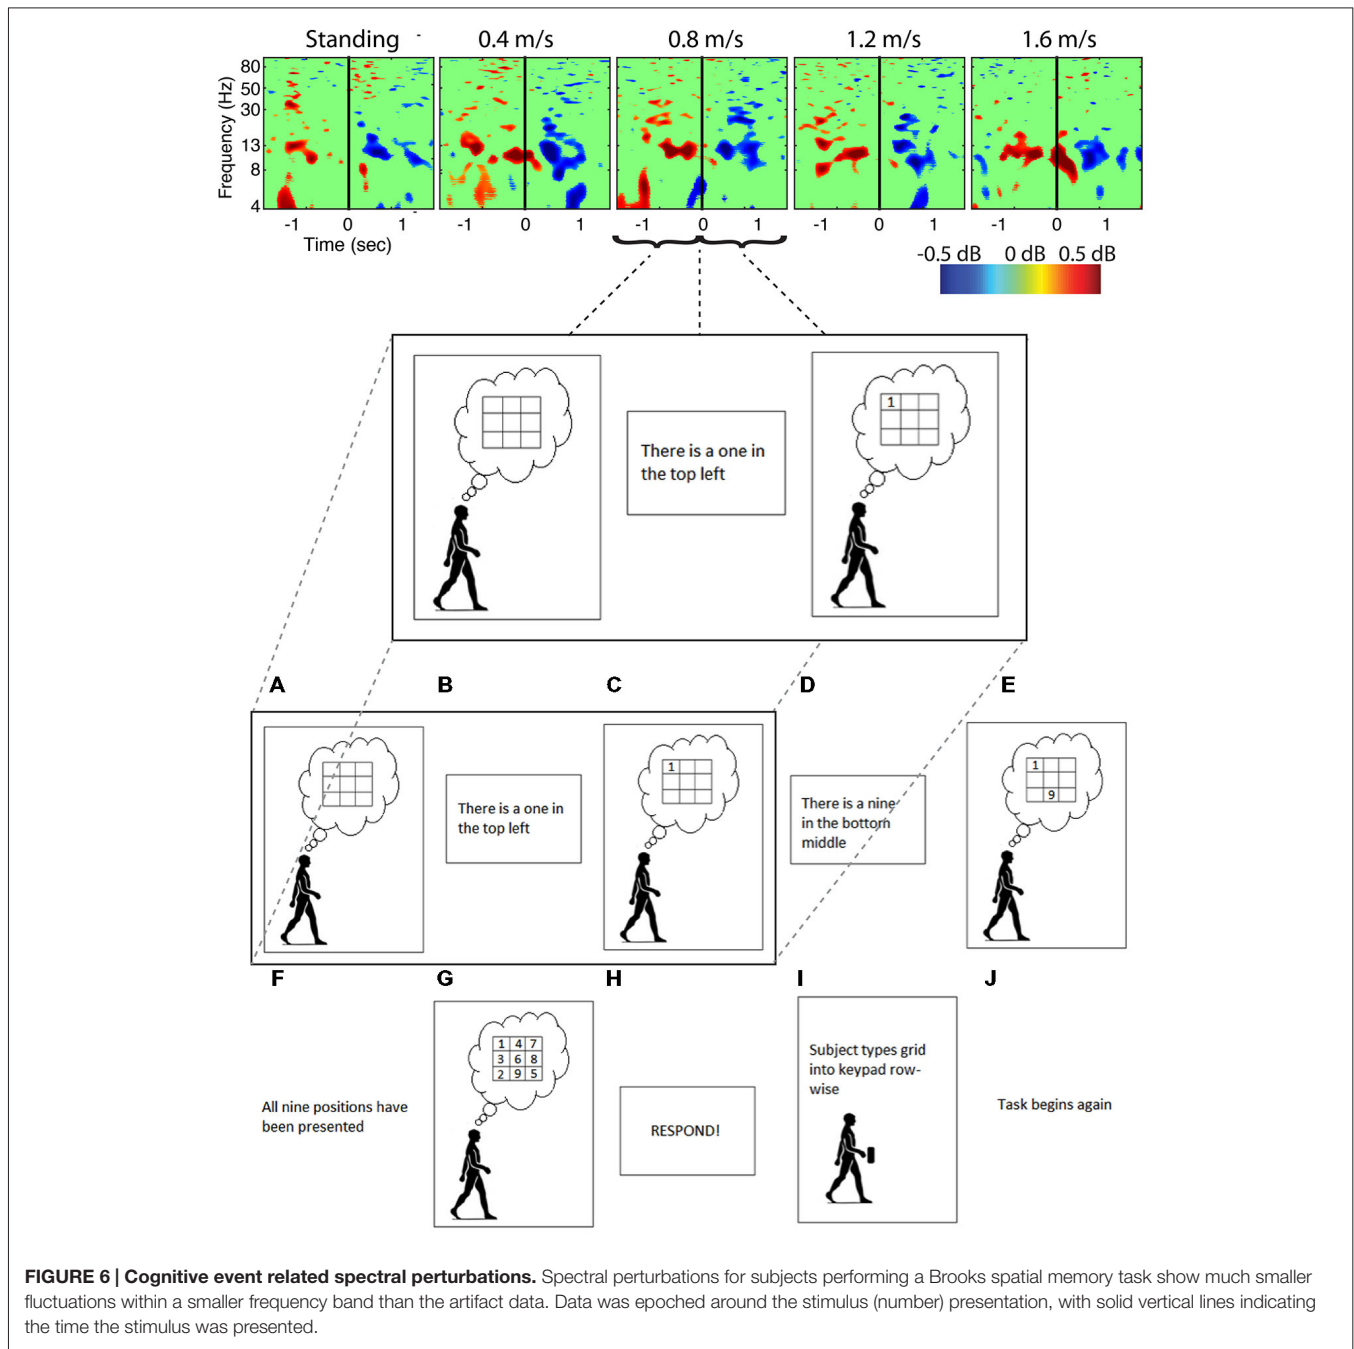 Standing
0.4 m/s
0.8 m/s
1.2 m/s
1.6 m/s
Frequency (Hz)
80
50
30
13
8
4
-1 0 1
-1 0 1
-1 0 1
-1 0 1
-1 0 1
Time (sec)
-0.5 dB 0 dB 0.5 dB
1
There is a one in
the top left
A B C D E
1
1
9
There is a one in
the top left
There is a nine
in the bottom
middle
F G H I J
1 4 7
3 6 8
2 9 5
All nine positions have
been presented
RESPOND!
Subject types grid
into keypad row-
wise
Task begins again
FIGURE 6 | Cognitive event related spectral perturbations. Spectral perturbations for subjects performing a Brooks spatial memory task show much smaller
fluctuations within a smaller frequency band than the artifact data. Data was epoched around the stimulus (number) presentation, with solid vertical lines indicating
the time the stimulus was presented.